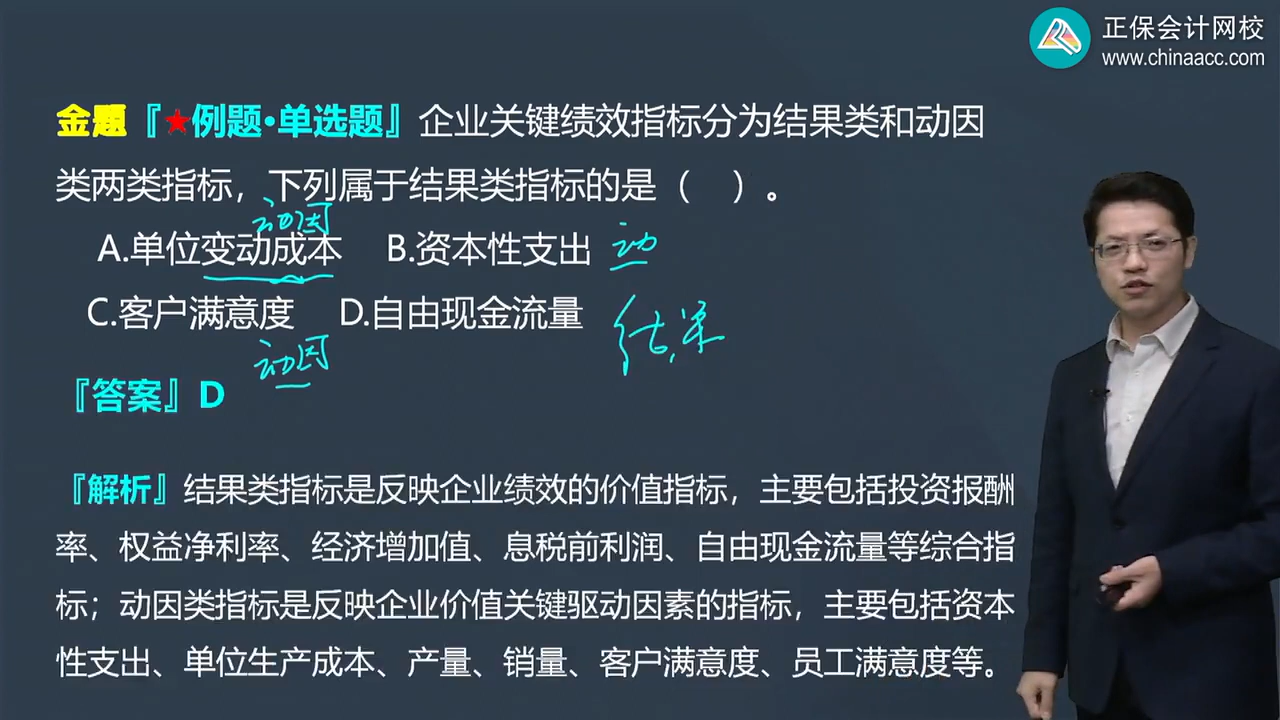 正保会计网校
www.chinaacc.com
金题『★例题·单选题』企业关键绩效指标分为结果类和动因
类两类指标，下列属于结果类指标的是（ ）。
动因
A.单位变动成本 B.资本性支出 动
C.客户满意度 D.自由现金流量 结果
动因
『答案』D
『解析』结果类指标是反映企业绩效的价值指标，主要包括投资报酬
率、权益净利率、经济增加值、息税前利润、自由现金流量等综合指
标；动因类指标是反映企业价值关键驱动因素的指标，主要包括资本
性支出、单位生产成本、产量、销量、客户满意度、员工满意度等。